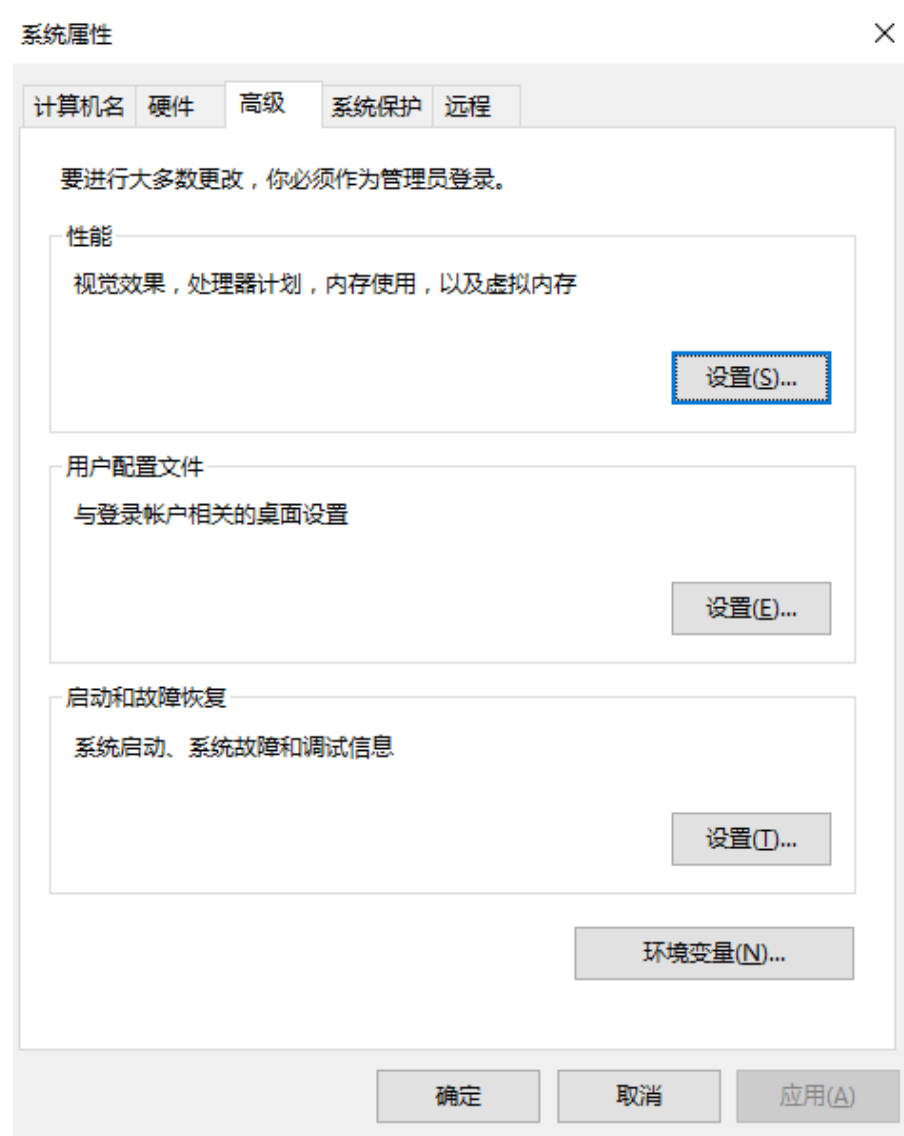 系统属性
计算机名 硬件 高级 系统保护 远程
要进行大多数更改，你必须作为管理员登录。
性能
视觉效果，处理器计划，内存使用，以及虚拟内存
设置(S)...
用户配置文件
与登录帐户相关的桌面设置
设置(E)...
启动和故障恢复
系统启动、系统故障和调试信息
设置(T)...
环境变量(N)...
确定 取消 应用(A)